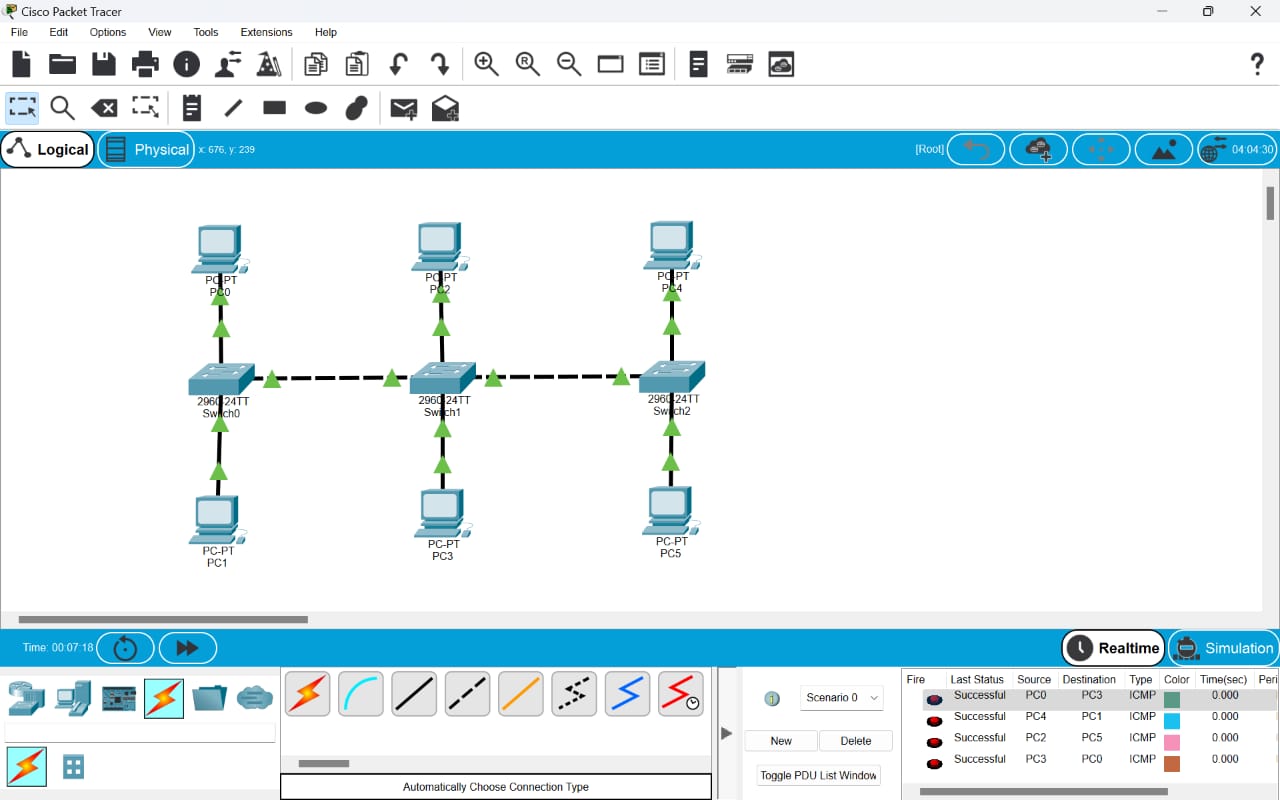 Cisco Packet Tracer
File Edit Options View Tools Extensions Help
Logical Physical x: 676, y: 239 [Root] 04:04:30
PC-PT PC-PT PC-PT
PC0 PC2 PC4
2960-24TT 2960-24TT 2960-24TT
Switch0 Switch1 Switch2
PC-PT PC-PT PC-PT
PC1 PC3 PC5
Time: 00:07:18 Realtime Simulation
Fire Last Status Source Destination Type Color Time(sec) Peri
Successful PC0 PC3 ICMP 0.000
Successful PC4 PC1 ICMP 0.000
Successful PC2 PC5 ICMP 0.000
Successful PC3 PC0 ICMP 0.000
Scenario 0
New Delete
Toggle PDU List Window
Automatically Choose Connection Type